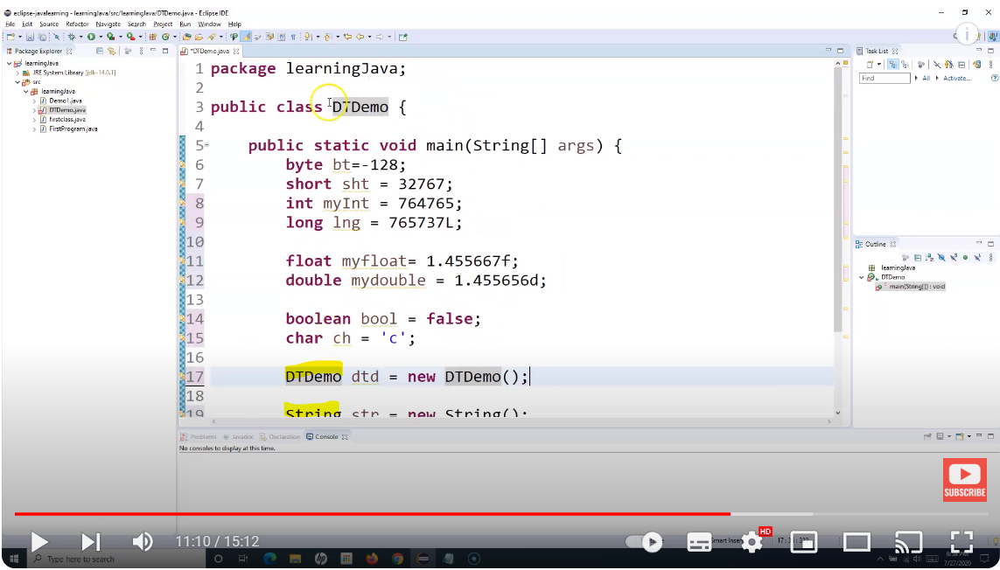 eclipse-javalearning - learningJava/src/learningJava/DTDemo.java - Eclipse IDE
File Edit Source Refactor Navigate Search Project Run Window Help
Package Explorer
learningJava
JRE System Library [jdk-14.0.1]
src
learningJava
Demo1.java
DTDemo.java
firstclass.java
FirstProgram.java
*DTDemo.java
1 package learningJava;
2
3 public class DTDemo {
4
5 public static void main(String[] args) {
6 byte bt=-128;
7 short sht = 32767;
8 int myInt = 764765;
9 long lng = 765737L;
10
11 float myfloat= 1.455667f;
12 double mydouble = 1.455656d;
13
14 boolean bool = false;
15 char ch = 'c';
16
17 DTDemo dtd = new DTDemo();
18
19 String str = new String();
Task List
Find All Activate...
Outline
learningJava
DTDemo
main(String[]) : void
Problems Javadoc Declaration Console
No consoles to display at this time.
SUBSCRIBE
11:10 / 15:12
HD
Smart Inser
Type here to search
7/27/2020